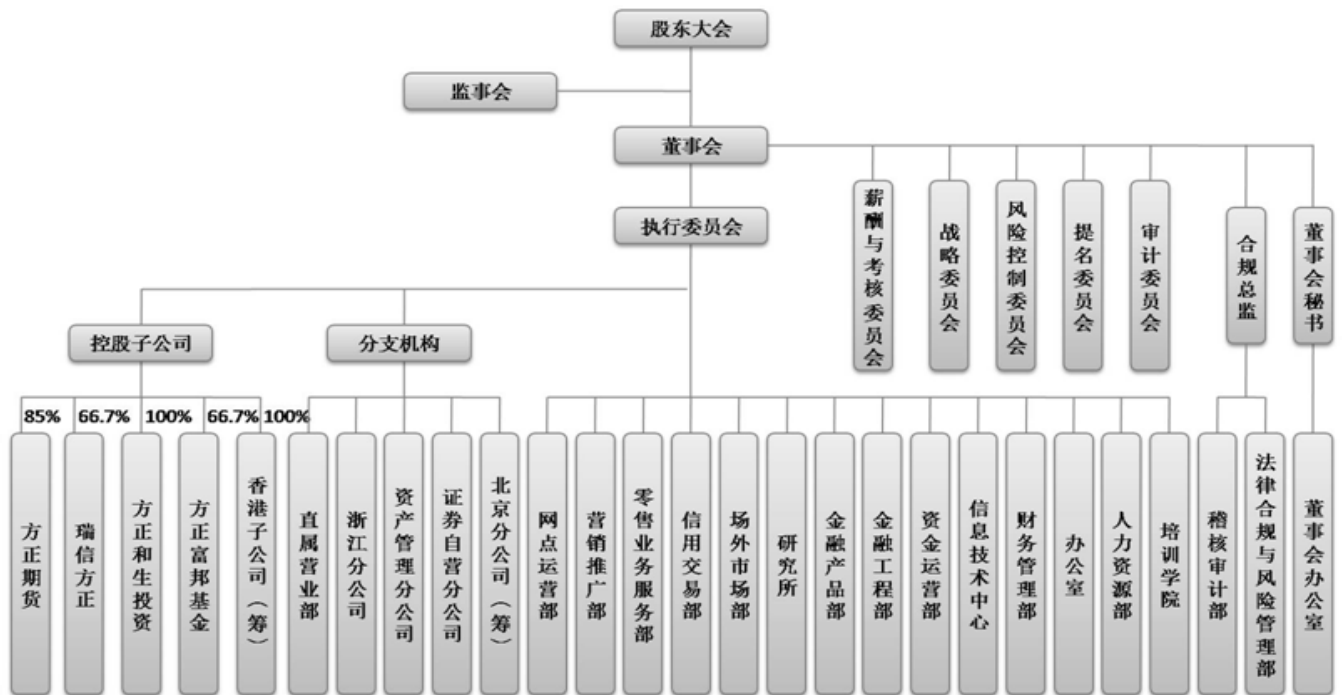 股东大会
监事会
董事会
执行委员会
薪酬与考核委员会
战略委员会
风险控制委员会
提名委员会
审计委员会
合规总监
董事会秘书
控股子公司
分支机构
85%
66.7%
100%
66.7%
100%
方正期货
瑞信方正
方正和生投资
方正富邦基金
香港子公司（筹）
直属营业部
浙江分公司
资产管理分公司
证券自营分公司
北京分公司（筹）
网点运营部
营销推广部
零售业务服务部
信用交易部
场外市场部
研究所
金融产品部
金融工程部
资金运营部
信息技术中心
财务管理部
办公室
人力资源部
培训学院
稽核审计部
法律合规与风险管理部
董事会办公室